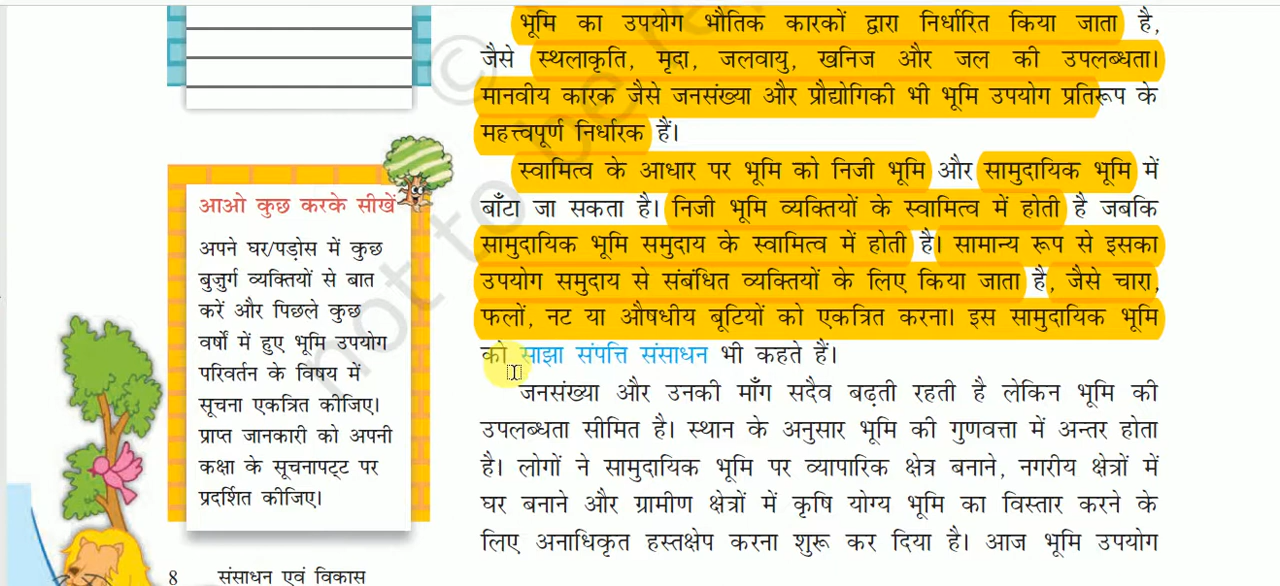 भूमि का उपयोग भौतिक कारकों द्वारा निर्धारित किया जाता है,
जैसे स्थलाकृति, मृदा, जलवायु, खनिज और जल की उपलब्धता।
मानवीय कारक जैसे जनसंख्या और प्रौद्योगिकी भी भूमि उपयोग प्रतिरूप के
महत्त्वपूर्ण निर्धारक हैं।
स्वामित्व के आधार पर भूमि को निजी भूमि और सामुदायिक भूमि में
बाँटा जा सकता है। निजी भूमि व्यक्तियों के स्वामित्व में होती है जबकि
सामुदायिक भूमि समुदाय के स्वामित्व में होती है। सामान्य रूप से इसका
उपयोग समुदाय से संबंधित व्यक्तियों के लिए किया जाता है, जैसे चारा,
फलों, नट या औषधीय बूटियों को एकत्रित करना। इस सामुदायिक भूमि
को साझा संपत्ति संसाधन भी कहते हैं।
जनसंख्या और उनकी माँग सदैव बढ़ती रहती है लेकिन भूमि की
उपलब्धता सीमित है। स्थान के अनुसार भूमि की गुणवत्ता में अन्तर होता
है। लोगों ने सामुदायिक भूमि पर व्यापारिक क्षेत्र बनाने, नगरीय क्षेत्रों में
घर बनाने और ग्रामीण क्षेत्रों में कृषि योग्य भूमि का विस्तार करने के
लिए अनाधिकृत हस्तक्षेप करना शुरू कर दिया है। आज भूमि उपयोग
आओ कुछ करके सीखें
अपने घर/पड़ोस में कुछ
बुज़ुर्ग व्यक्तियों से बात
करें और पिछले कुछ
वर्षों में हुए भूमि उपयोग
परिवर्तन के विषय में
सूचना एकत्रित कीजिए।
प्राप्त जानकारी को अपनी
कक्षा के सूचनापट्ट पर
प्रदर्शित कीजिए।
8 संसाधन एवं विकास
© not to be re